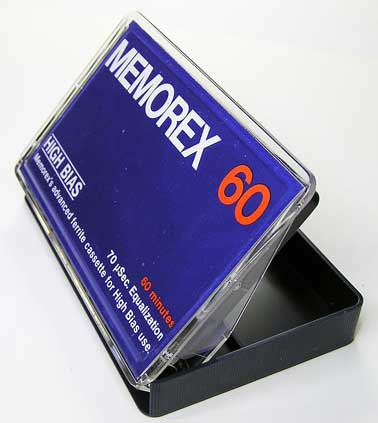 MEMOREX 60
HIGH BIAS
60 minutes
70 µSec. Equalization
Memorex's advanced ferrite cassette for High Bias use.